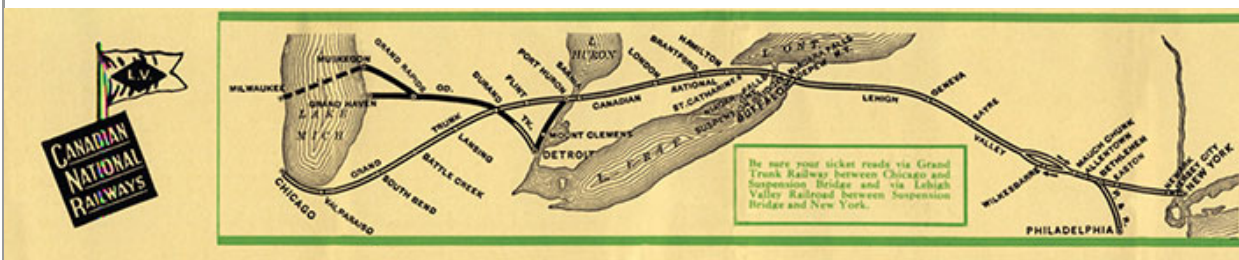 L.V.
CANADIAN
NATIONAL
RAILWAYS
MILWAUKEE
MUSKEGON
GRAND RAPIDS
GRAND HAVEN
GD.
LAKE
MICH
CHICAGO
VALPARAISO
GRAND
TRUNK
SOUTH BEND
BATTLE CREEK
LANSING
DURAND
FLINT
PORT HURON
SARNIA
L.
HURON
TK.
MOUNT CLEMENS
DETROIT
CANADIAN
NATIONAL
LONDON
BRANTFORD
HAMILTON
ST. CATHARINES
L. ONT.
NIAGARA FALLS
L. ERIE
BUFFALO
LEHIGH
VALLEY
GENEVA
SAYRE
WILKESBARRE
MAUCH CHUNK
ALLENTOWN
BETHLEHEM
EASTON
PHILADELPHIA
NEWARK
JERSEY CITY
NEW YORK
Be sure your ticket reads via Grand
Trunk Railway between Chicago and
Suspension Bridge and via Lehigh
Valley Railroad between Suspension
Bridge and New York.